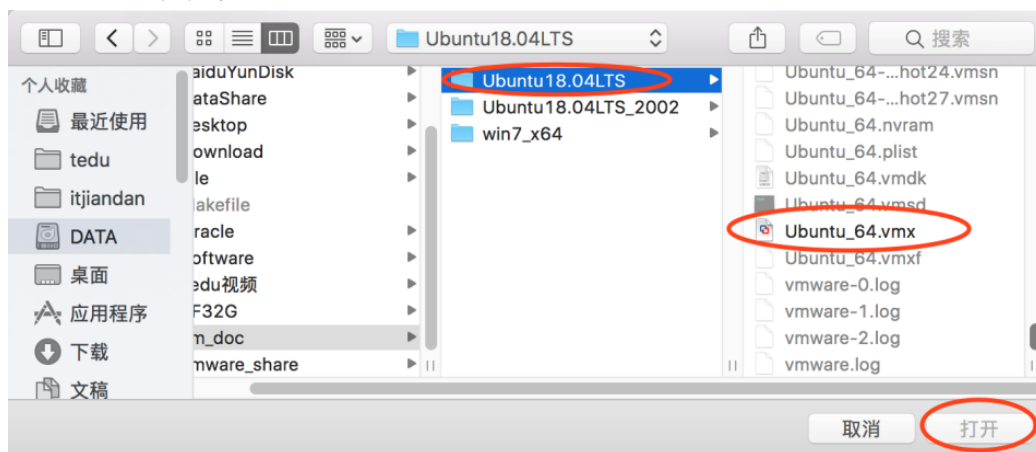 Ubuntu18.04LTS
搜索
个人收藏
最近使用
tedu
itjiandan
DATA
桌面
应用程序
下载
文稿
aiduYunDisk
ataShare
esktop
ownload
le
lakefile
racle
oftware
edu视频
F32G
m_doc
mware_share
Ubuntu18.04LTS
Ubuntu18.04LTS_2002
win7_x64
Ubuntu_64-...hot24.vmsn
Ubuntu_64-...hot27.vmsn
Ubuntu_64.nvram
Ubuntu_64.plist
Ubuntu_64.vmdk
Ubuntu_64.vmsd
Ubuntu_64.vmx
Ubuntu_64.vmxf
vmware-0.log
vmware-1.log
vmware-2.log
vmware.log
取消
打开